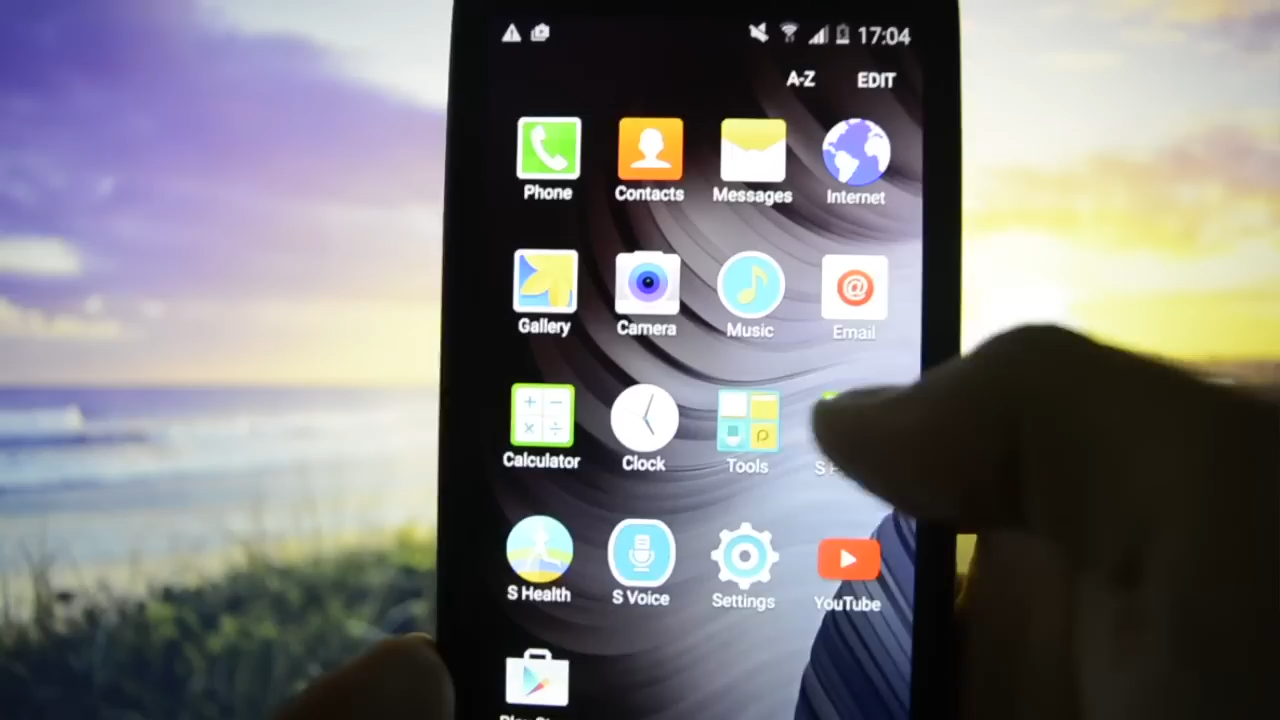 17:04
A-Z EDIT
Phone Contacts Messages Internet
Gallery Camera Music Email
Calculator Clock Tools S
S Health S Voice Settings YouTube